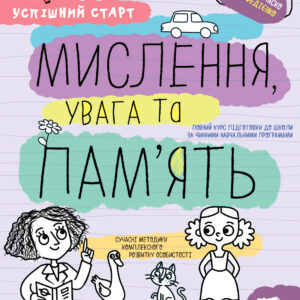 УСПІШНИЙ СТАРТ
МИСЛЕННЯ,
УВАГА ТА
ПАМ'ЯТЬ
ПОВНИЙ КУРС ПІДГОТОВКИ ДО ШКОЛИ
ЗА ЧИННИМИ НАВЧАЛЬНИМИ ПРОГРАМАМИ
СУЧАСНІ МЕТОДИКИ
КОМПЛЕКСНОГО
РОЗВИТКУ ОСОБИСТОСТІ